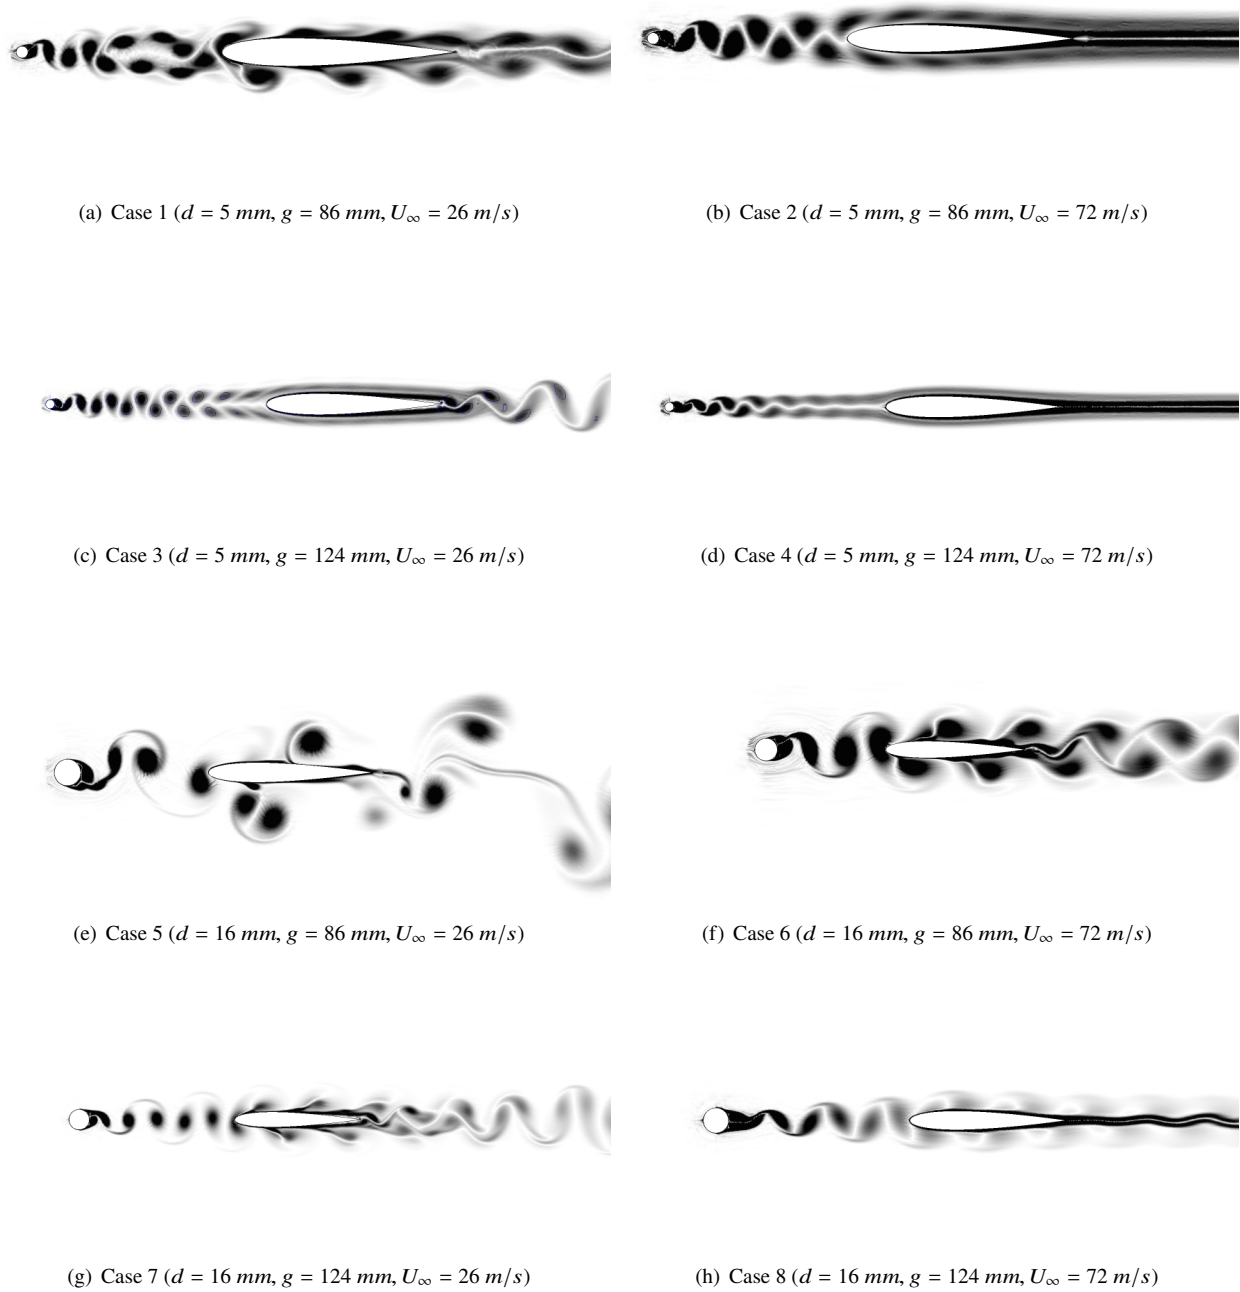 (a) Case 1 (d = 5 mm, g = 86 mm, U∞ = 26 m/s)
(b) Case 2 (d = 5 mm, g = 86 mm, U∞ = 72 m/s)
(c) Case 3 (d = 5 mm, g = 124 mm, U∞ = 26 m/s)
(d) Case 4 (d = 5 mm, g = 124 mm, U∞ = 72 m/s)
(e) Case 5 (d = 16 mm, g = 86 mm, U∞ = 26 m/s)
(f) Case 6 (d = 16 mm, g = 86 mm, U∞ = 72 m/s)
(g) Case 7 (d = 16 mm, g = 124 mm, U∞ = 26 m/s)
(h) Case 8 (d = 16 mm, g = 124 mm, U∞ = 72 m/s)